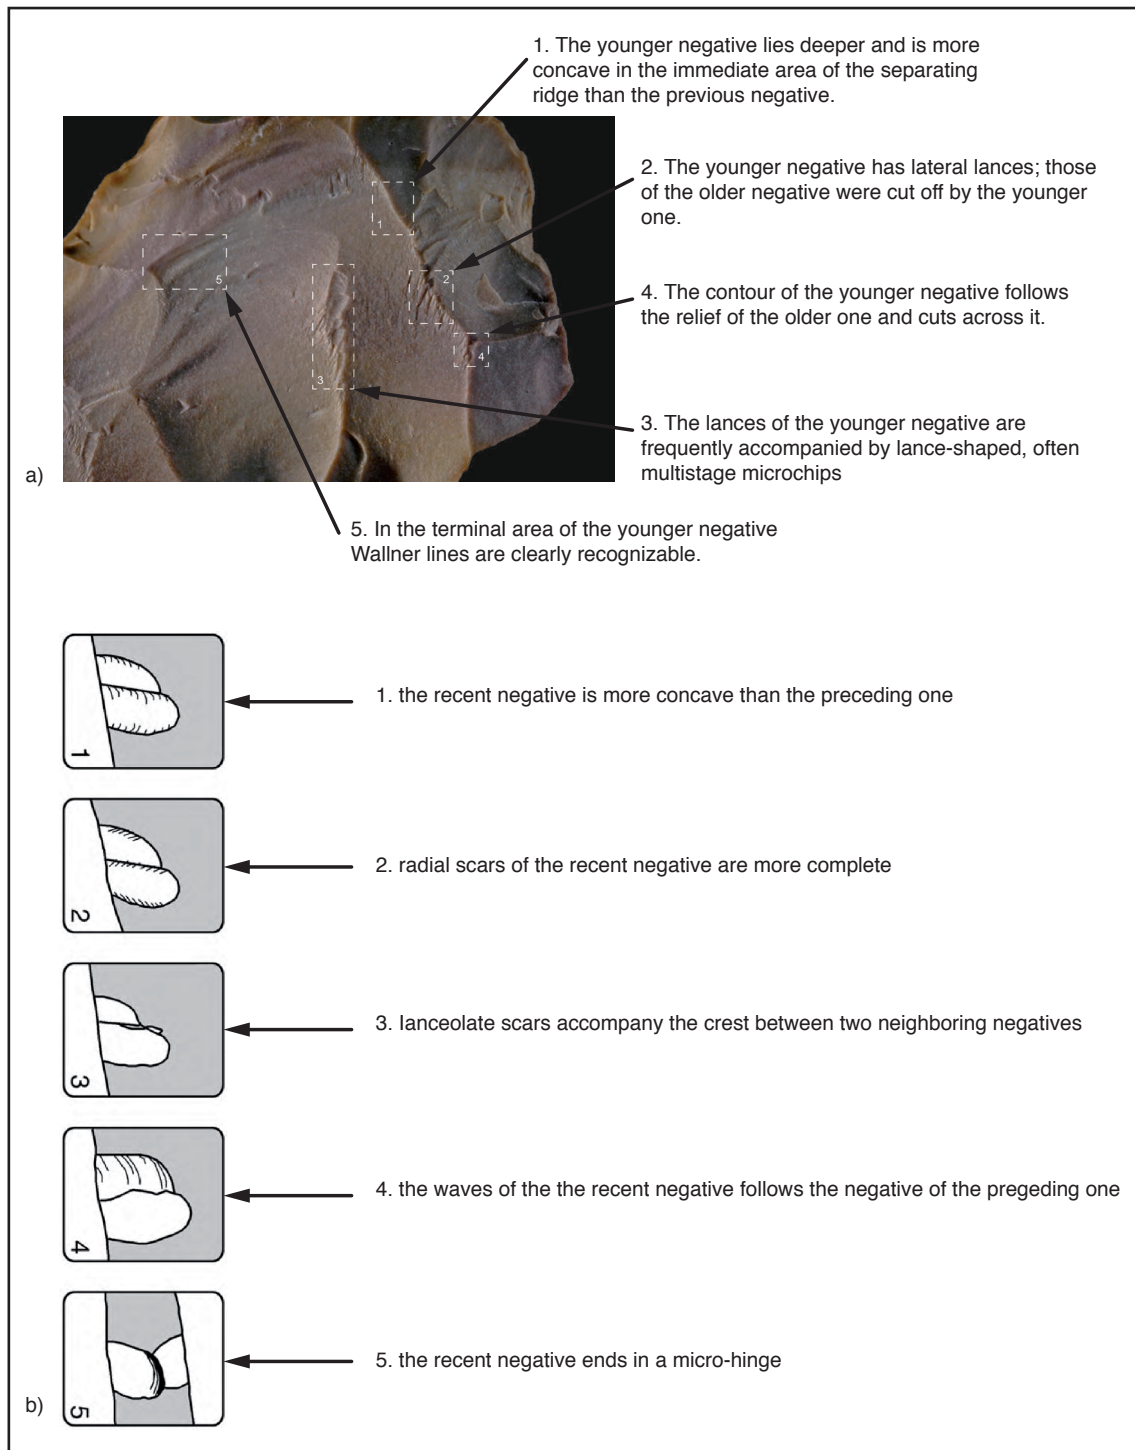 1. The younger negative lies deeper and is more
concave in the immediate area of the separating
ridge than the previous negative.
2. The younger negative has lateral lances; those
of the older negative were cut off by the younger
one.
4. The contour of the younger negative follows
the relief of the older one and cuts across it.
3. The lances of the younger negative are
frequently accompanied by lance-shaped, often
multistage microchips
1
2
5
4
3
a)
5. In the terminal area of the younger negative
Wallner lines are clearly recognizable.
1
1. the recent negative is more concave than the preceding one
2
2. radial scars of the recent negative are more complete
3
3. lanceolate scars accompany the crest between two neighboring negatives
4
4. the waves of the the recent negative follows the negative of the pregeding one
5
5. the recent negative ends in a micro-hinge
b)